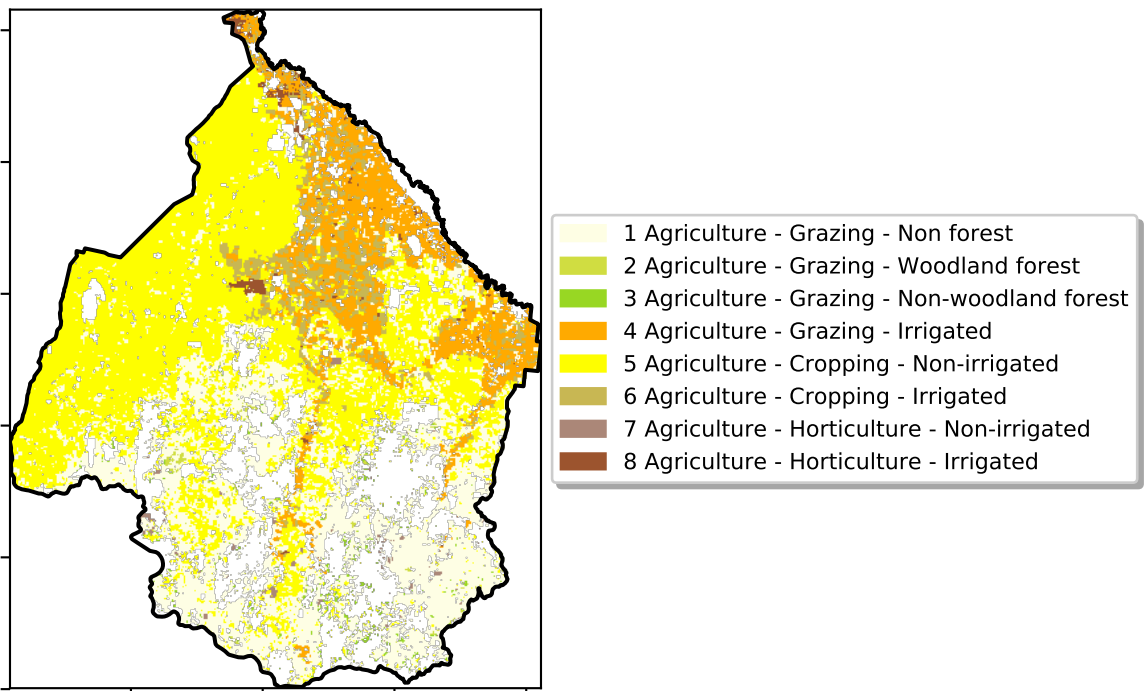 1 Agriculture - Grazing - Non forest
2 Agriculture - Grazing - Woodland forest
3 Agriculture - Grazing - Non-woodland forest
4 Agriculture - Grazing - Irrigated
5 Agriculture - Cropping - Non-irrigated
6 Agriculture - Cropping - Irrigated
7 Agriculture - Horticulture - Non-irrigated
8 Agriculture - Horticulture - Irrigated